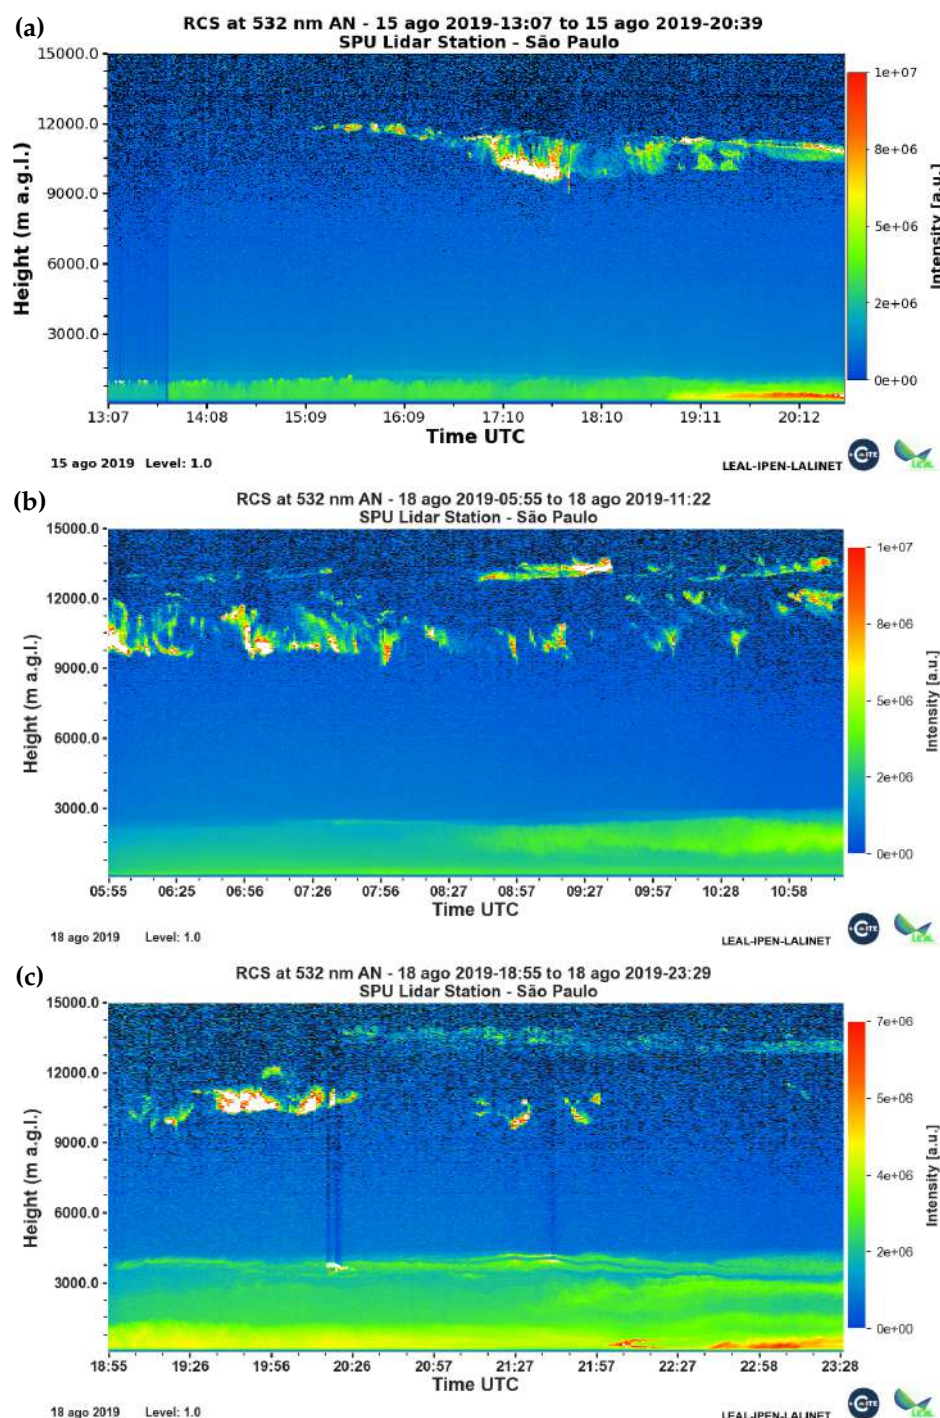 (a)
RCS at 532 nm AN - 15 ago 2019-13:07 to 15 ago 2019-20:39
SPU Lidar Station - São Paulo
15000.0
12000.0
9000.0
6000.0
3000.0
Height (m a.g.l.)
13:07 14:08 15:09 16:09 17:10 18:10 19:11 20:12
Time UTC
1e+07
8e+06
5e+06
2e+06
0e+00
Intensity [a.u.]
15 ago 2019 Level: 1.0
LEAL-IPEN-LALINET
(b)
RCS at 532 nm AN - 18 ago 2019-05:55 to 18 ago 2019-11:22
SPU Lidar Station - São Paulo
15000.0
12000.0
9000.0
6000.0
3000.0
Height (m a.g.l.)
05:55 06:25 06:56 07:26 07:56 08:27 08:57 09:27 09:57 10:28 10:58
Time UTC
1e+07
8e+06
5e+06
2e+06
0e+00
Intensity [a.u.]
18 ago 2019 Level: 1.0
LEAL-IPEN-LALINET
(c)
RCS at 532 nm AN - 18 ago 2019-18:55 to 18 ago 2019-23:29
SPU Lidar Station - São Paulo
15000.0
12000.0
9000.0
6000.0
3000.0
Height (m a.g.l.)
18:55 19:26 19:56 20:26 20:57 21:27 21:57 22:27 22:58 23:28
Time UTC
7e+06
6e+06
4e+06
2e+06
0e+00
Intensity [a.u.]
18 ago 2019 Level: 1.0
LEAL-IPEN-LALINET